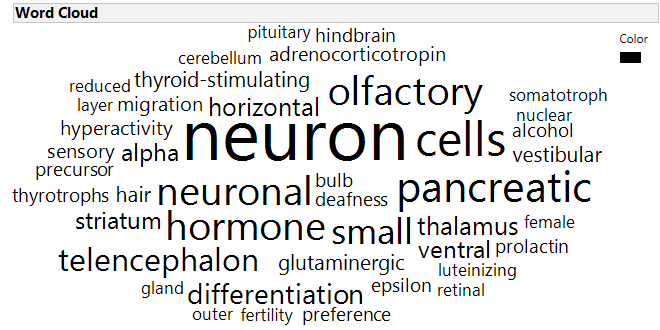 Word Cloud
Color
pituitary hindbrain
cerebellum adrenocorticotropin
reduced thyroid-stimulating olfactory somatotroph
layer migration horizontal nuclear
hyperactivity neuron cells alcohol
sensory alpha vestibular
precursor
thyrotrophs hair neuronal bulb pancreatic
deafness
striatum hormone small thalamus female
telencephalon glutaminergic ventral prolactin
luteinizing
gland differentiation epsilon retinal
outer fertility preference